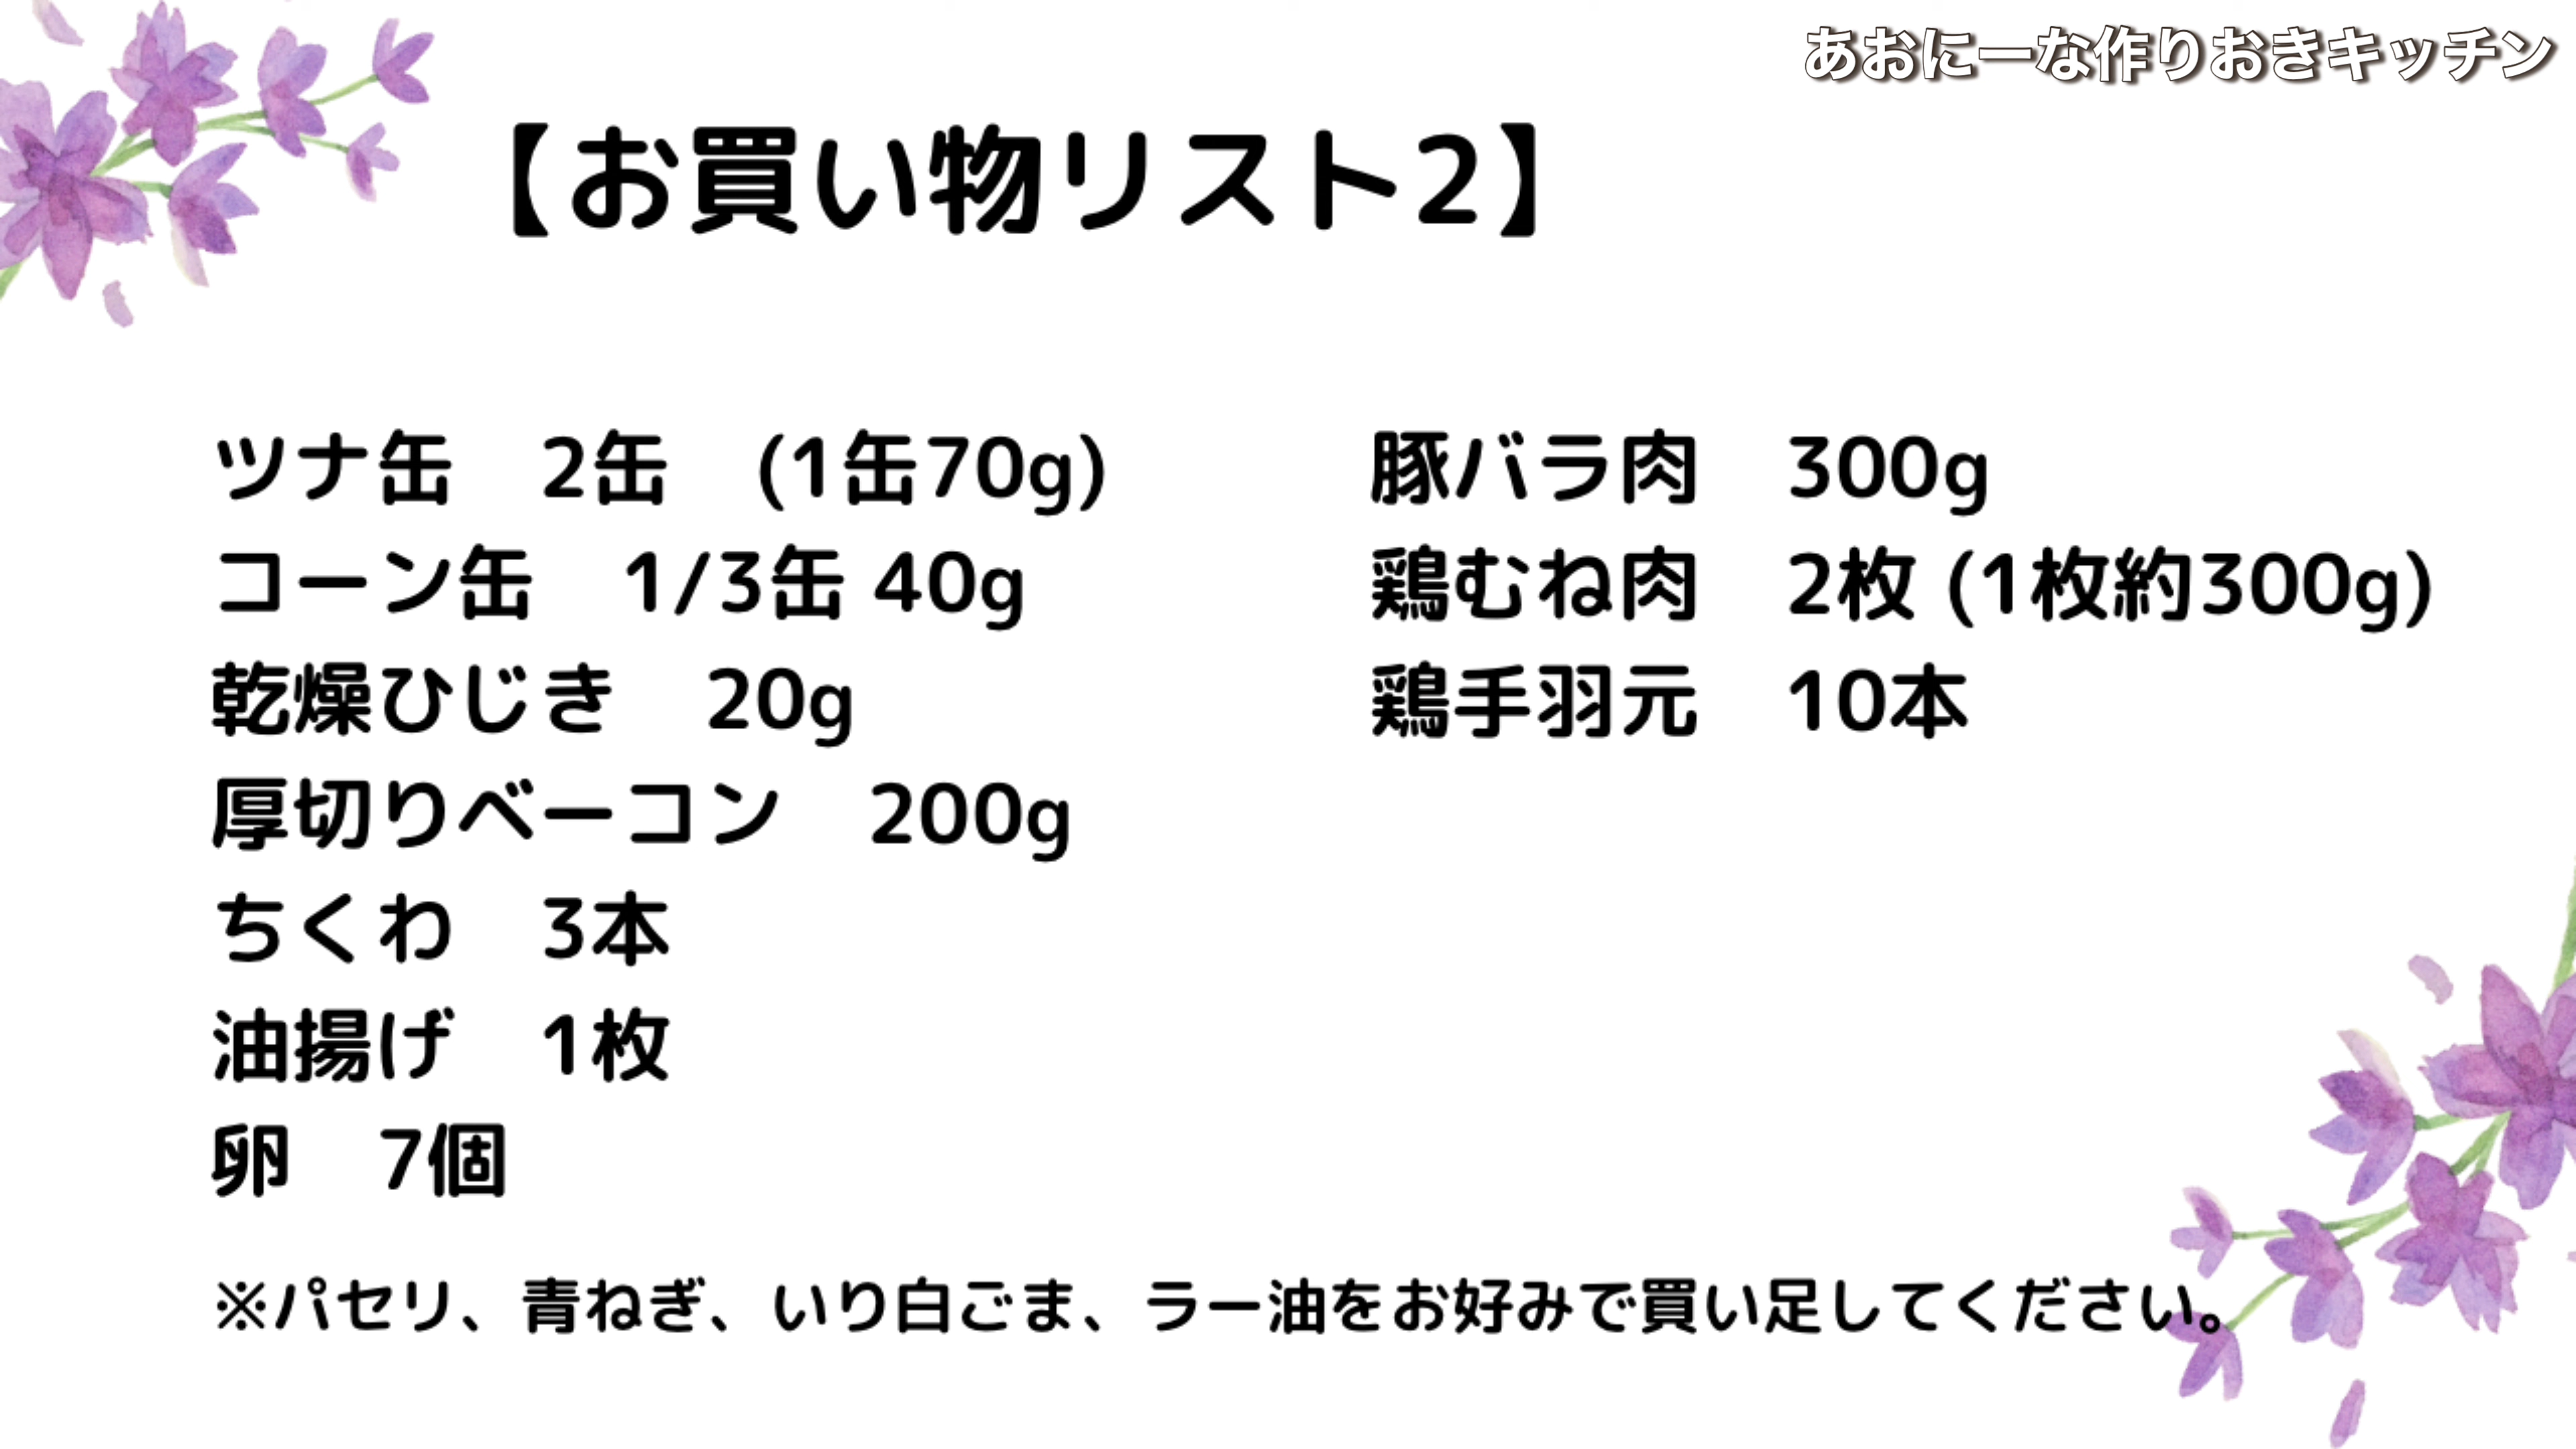 あおにーな作りおきキッチン
【お買い物リスト2】
ツナ缶　2缶　(1缶70g)
コーン缶　1/3缶 40g
乾燥ひじき　20g
厚切りベーコン　200g
ちくわ　3本
油揚げ　1枚
卵　7個
豚バラ肉　300g
鶏むね肉　2枚 (1枚約300g)
鶏手羽元　10本
※パセリ、青ねぎ、いり白ごま、ラー油をお好みで買い足してください。